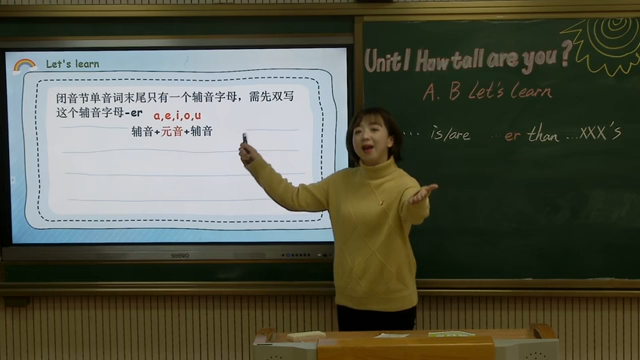 Let's learn
闭音节单音词末尾只有一个辅音字母，需先双写
这个辅音字母-er a,e,i,o,u
辅音+元音+辅音
Unit1 How tall are you?
A. B Let's learn
... is/are ...er than ...xxx's